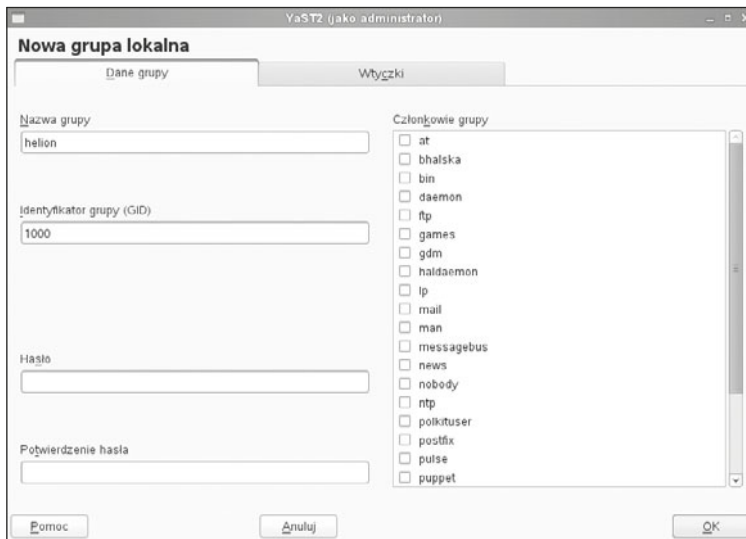 YaST2 (jako administrator)
Nowa grupa lokalna
Dane grupy
Wtyczki
Nazwa grupy
helion
Identyfikator grupy (GID)
1000
Hasło
Potwierdzenie hasła
Członkowie grupy
at
bhalska
bin
daemon
ftp
games
gdm
haldaemon
lp
mail
man
messagebus
news
nobody
ntp
polkituser
postfix
pulse
puppet
Pomoc
Anuluj
OK